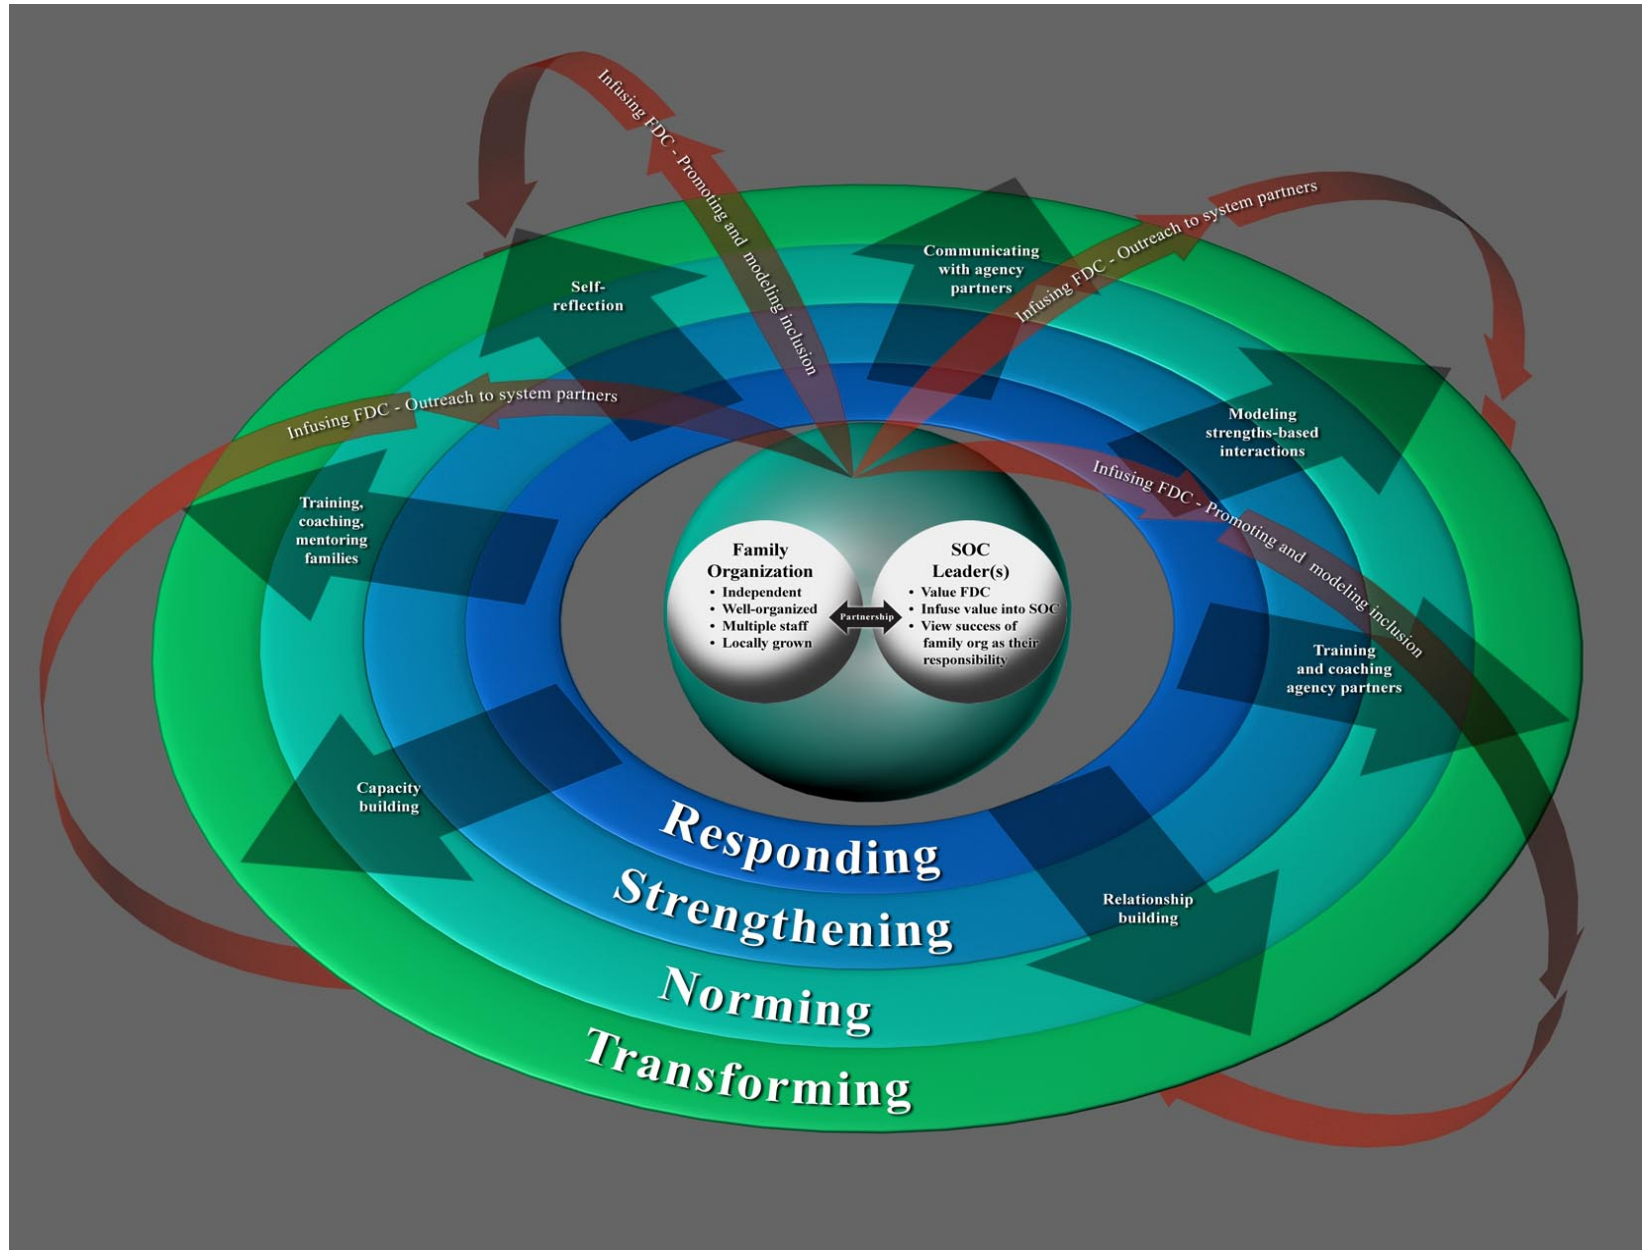 Infusing FDC - Promoting and modeling inclusion
Infusing FDC - Outreach to system partners
Communicating
with agency
partners
Self-
reflection
Infusing FDC - Outreach to system partners
Modeling
strengths-based
interactions
Infusing FDC - Promoting and modeling inclusion
Training,
coaching,
mentoring
families
Family
Organization
• Independent
• Well-organized
• Multiple staff
• Locally grown
Partnership
SOC
Leader(s)
• Value FDC
• Infuse value into SOC
• View success of
family org as their
responsibility
Training
and coaching
agency partners
Capacity
building
Relationship
building
Responding
Strengthening
Norming
Transforming